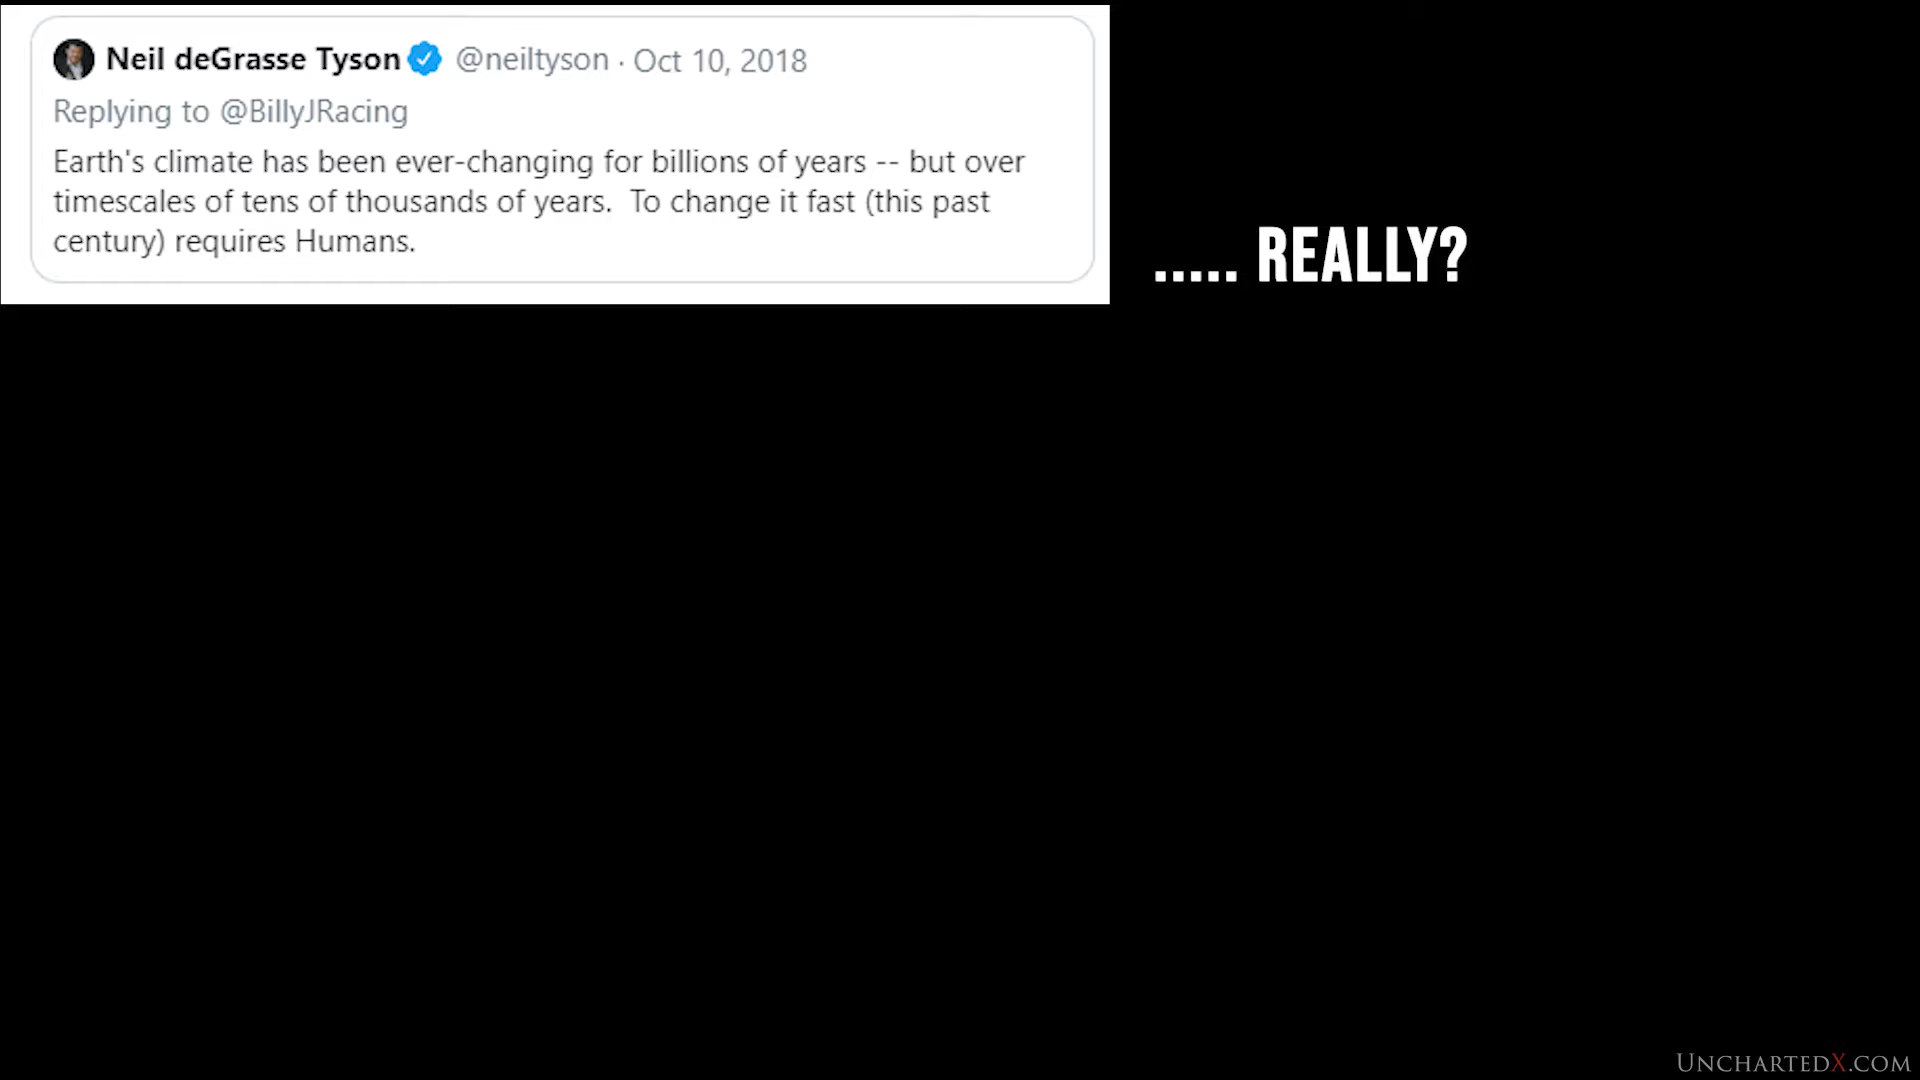 Neil deGrasse Tyson @neiltyson · Oct 10, 2018
Replying to @BillyJRacing
Earth's climate has been ever-changing for billions of years -- but over
timescales of tens of thousands of years.  To change it fast (this past
century) requires Humans.
..... REALLY?
UNCHARTEDX.COM